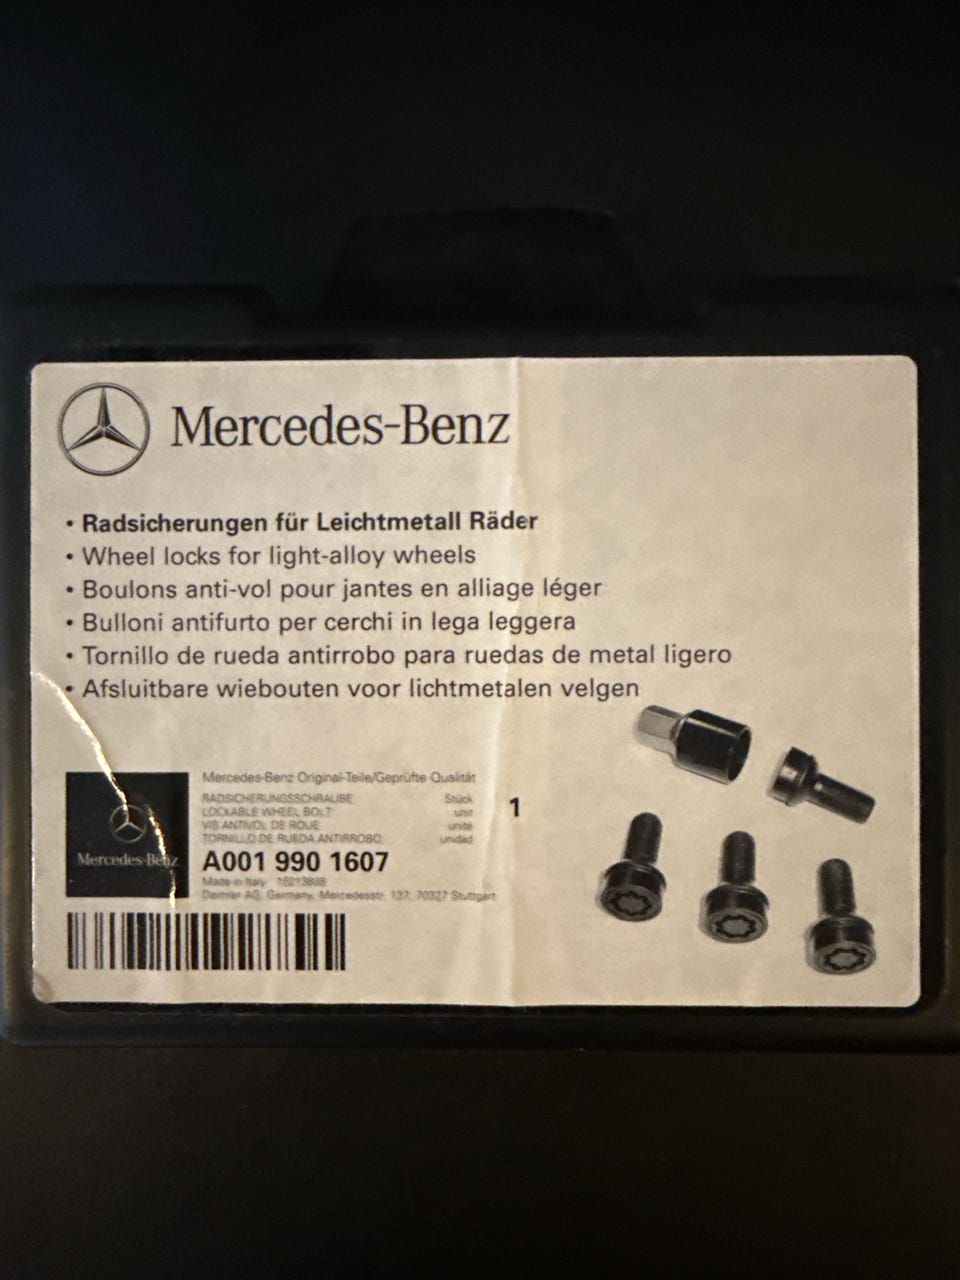 Mercedes-Benz
• Radsicherungen für Leichtmetall Räder
• Wheel locks for light-alloy wheels
• Boulons anti-vol pour jantes en alliage léger
• Bulloni antifurto per cerchi in lega leggera
• Tornillo de rueda antirrobo para ruedas de metal ligero
• Afsluitbare wiebouten voor lichtmetalen velgen
Mercedes-Benz
Mercedes-Benz Original-Teile/Geprüfte Qualität
RADSICHERUNGSSCHRAUBE Stück
LOCKABLE WHEEL BOLT unit
VIS ANTIVOL DE ROUE unité
TORNILLO DE RUEDA ANTIRROBO unidad
1
A001 990 1607
Made in Italy
Daimler AG, Germany, Mercedesstr. 137, 70327 Stuttgart